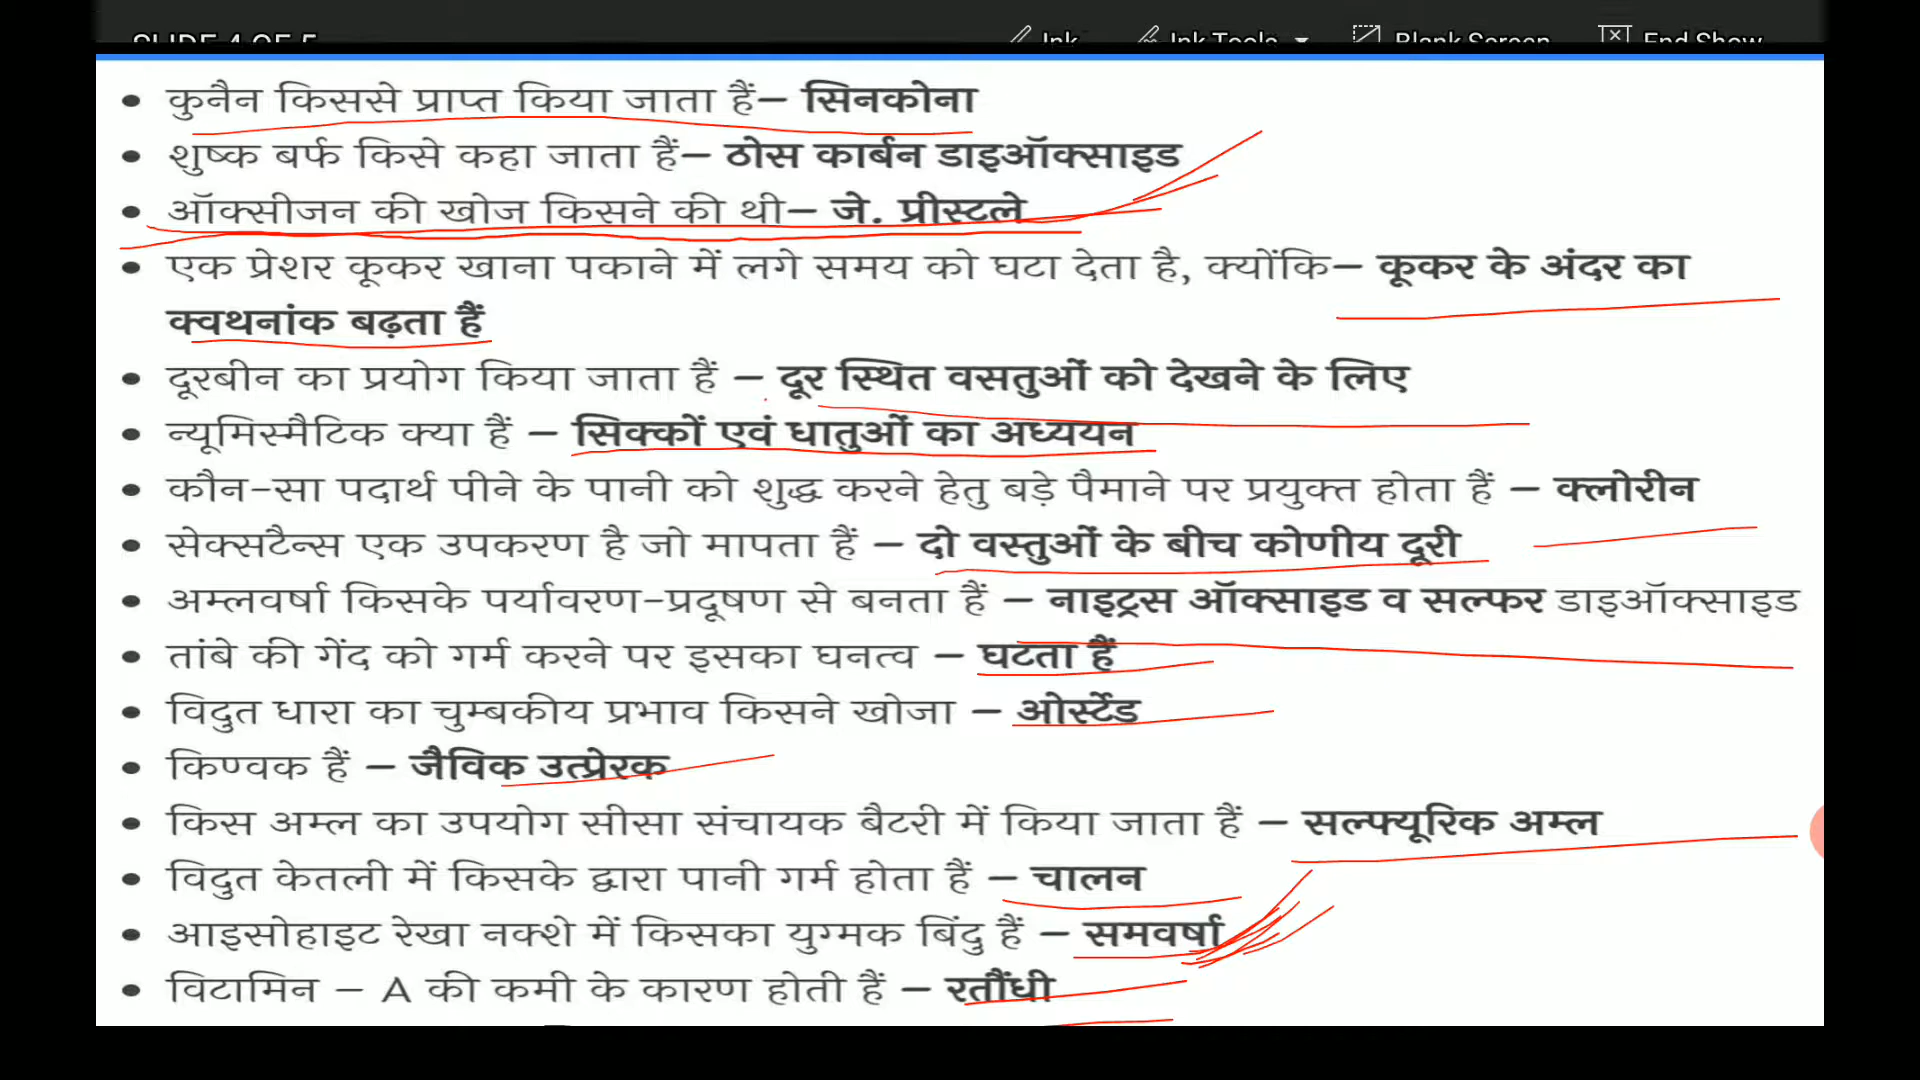 SLIDE 4 OF 5 Ink Ink Tools Blank Screen End Show
• कुनैन किससे प्राप्त किया जाता हैं– सिनकोना
• शुष्क बर्फ किसे कहा जाता हैं– ठोस कार्बन डाइऑक्साइड
• ऑक्सीजन की खोज किसने की थी– जे. प्रीस्टले
• एक प्रेशर कूकर खाना पकाने में लगे समय को घटा देता है, क्योंकि– कूकर के अंदर का
क्वथनांक बढ़ता हैं
• दूरबीन का प्रयोग किया जाता हैं – दूर स्थित वसतुओं को देखने के लिए
• न्यूमिस्मैटिक क्या हैं – सिक्कों एवं धातुओं का अध्ययन
• कौन-सा पदार्थ पीने के पानी को शुद्ध करने हेतु बड़े पैमाने पर प्रयुक्त होता हैं – क्लोरीन
• सेक्सटैन्स एक उपकरण है जो मापता हैं – दो वस्तुओं के बीच कोणीय दूरी
• अम्लवर्षा किसके पर्यावरण-प्रदूषण से बनता हैं – नाइट्रस ऑक्साइड व सल्फर डाइऑक्साइड
• तांबे की गेंद को गर्म करने पर इसका घनत्व – घटता हैं
• विदुत धारा का चुम्बकीय प्रभाव किसने खोजा – ओर्स्टेड
• किण्वक हैं – जैविक उत्प्रेरक
• किस अम्ल का उपयोग सीसा संचायक बैटरी में किया जाता हैं – सल्फ्यूरिक अम्ल
• विदुत केतली में किसके द्वारा पानी गर्म होता हैं – चालन
• आइसोहाइट रेखा नक्शे में किसका युग्मक बिंदु हैं – समवर्षा
• विटामिन – A की कमी के कारण होती हैं – रतौंधी